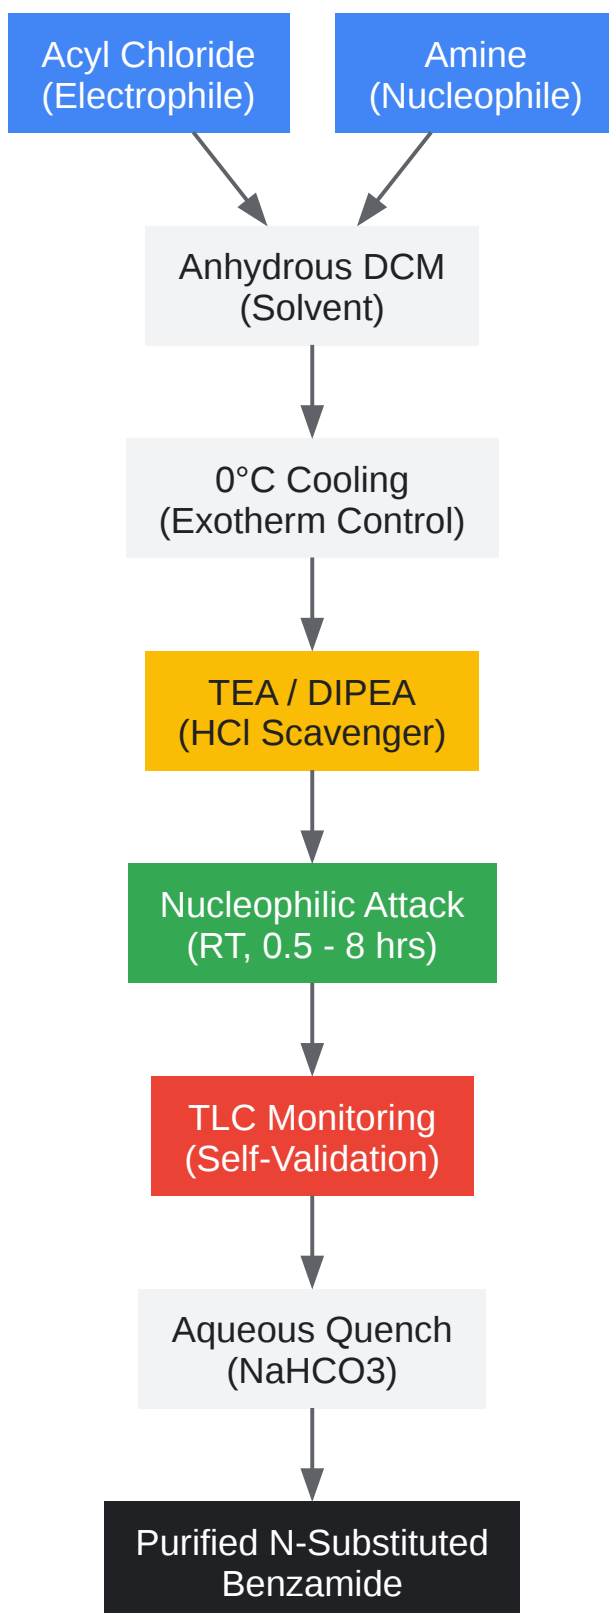 Acyl Chloride
(Electrophile)
Amine
(Nucleophile)
Anhydrous DCM
(Solvent)
0°C Cooling
(Exotherm Control)
TEA / DIPEA
(HCl Scavenger)
Nucleophilic Attack
(RT, 0.5 - 8 hrs)
TLC Monitoring
(Self-Validation)
Aqueous Quench
(NaHCO3)
Purified N-Substituted
Benzamide